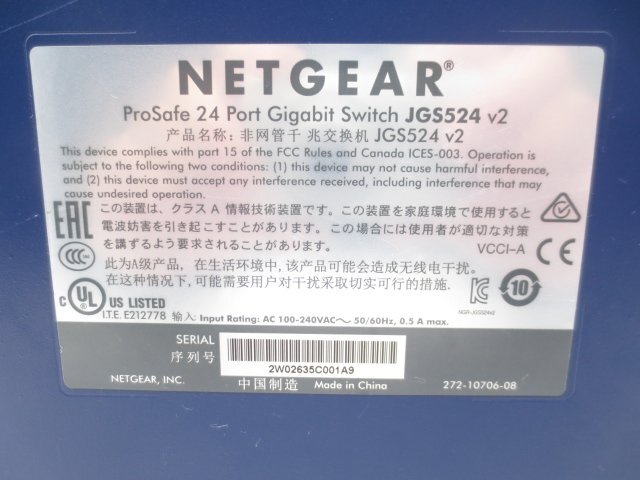 NETGEAR®
ProSafe 24 Port Gigabit Switch JGS524 v2
产品名称: 非网管千 兆交换机 JGS524 v2
This device complies with part 15 of the FCC Rules and Canada ICES-003. Operation is
subject to the following two conditions: (1) this device may not cause harmful interference,
and (2) this device must accept any interference received, including interference that may
cause undesired operation
EAC この装置は、クラス A 情報技術装置です。この装置を家庭環境で使用すると
電波妨害を引き起こすことがあります。この場合には使用者が適切な対策
を講ずるよう要求されることがあります。 VCCI-A CE
CCC 此为A级产品，在生活环境中,该产品可能会造成无线电干扰。
在这种情况下,可能需要用户对干扰采取切实可行的措施.
C UL ® US LISTED 10
I.T.E. E212778 输入: Input Rating: AC 100-240VAC～ 50/60Hz, 0.5 A max. NGR-JGS524v2
SERIAL
序列号
2W02635C001A9
NETGEAR, INC. 中国制造 Made in China 272-10706-08